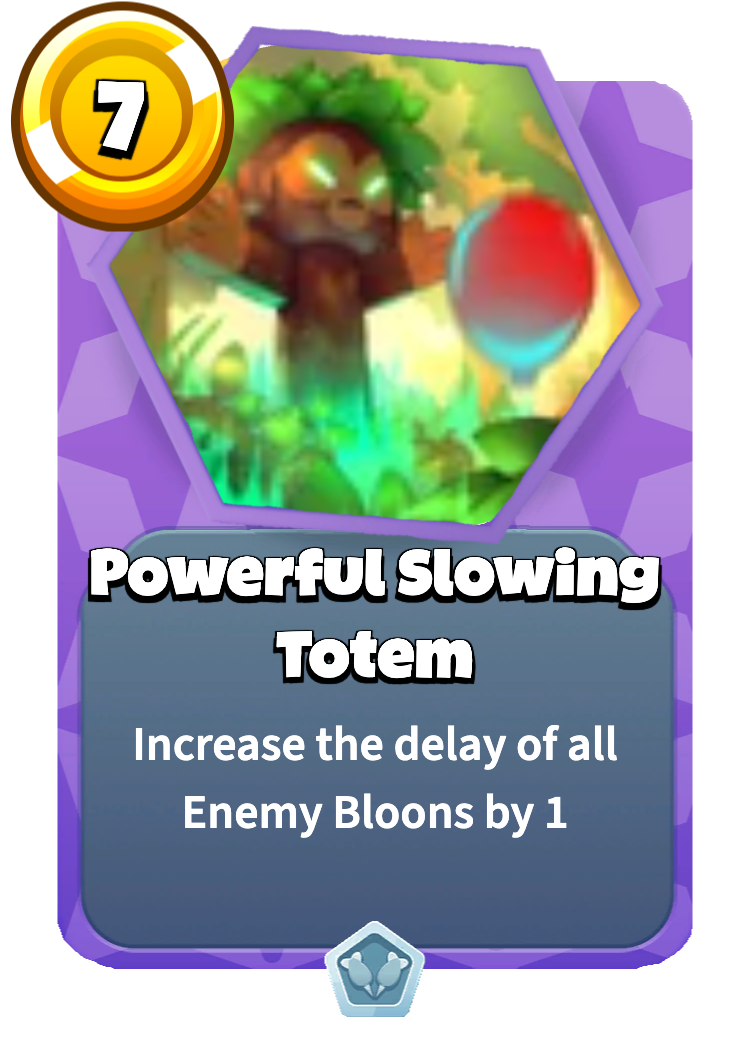 7
Powerful Slowing
Totem
Increase the delay of all
Enemy Bloons by 1